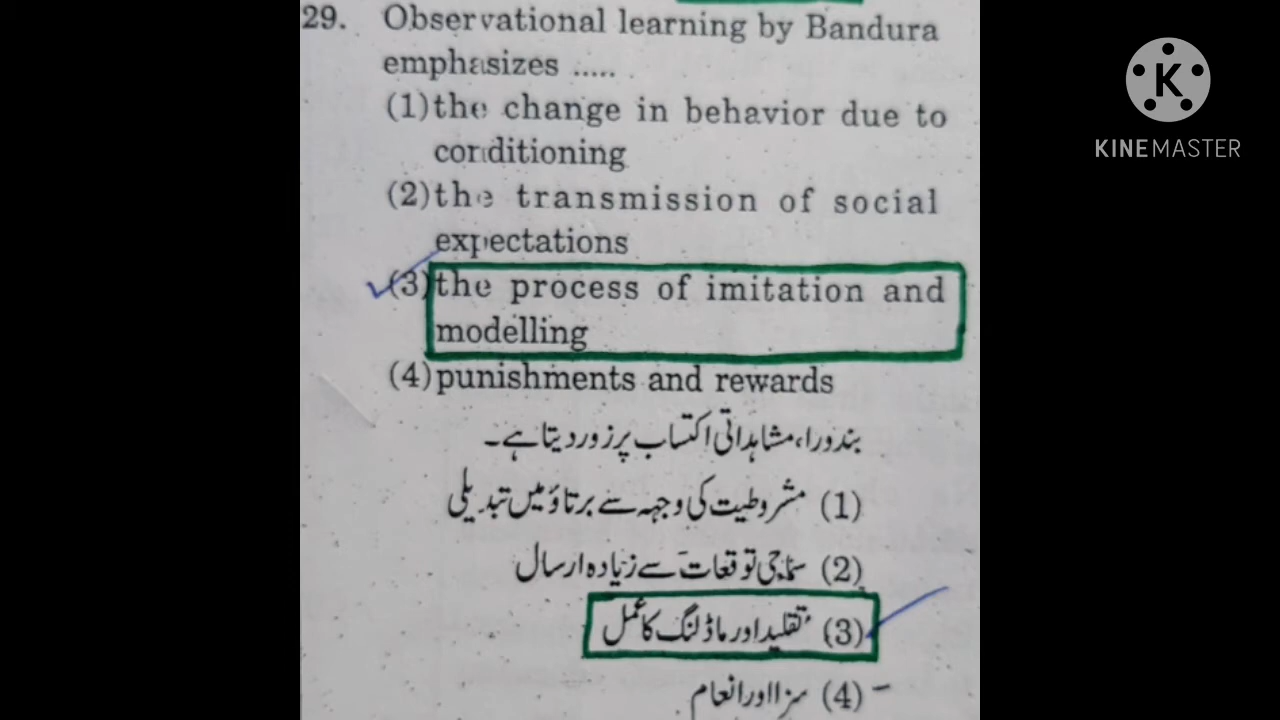 29. Observational learning by Bandura
emphasizes .....
(1) the change in behavior due to
conditioning
(2) the transmission of social
expectations
(3) the process of imitation and
modelling
(4) punishments and rewards
بندورا، مشاہداتی اکتساب پر زور دیتا ہے۔
(1) مشروطیت کی وجہہ سے برتاؤ میں تبدیلی
(2) سماجی توقعات سے زیادہ ارسال
(3) تقلید اور ماڈلنگ کا عمل
(4) سزا اور انعام
K
KINEMASTER